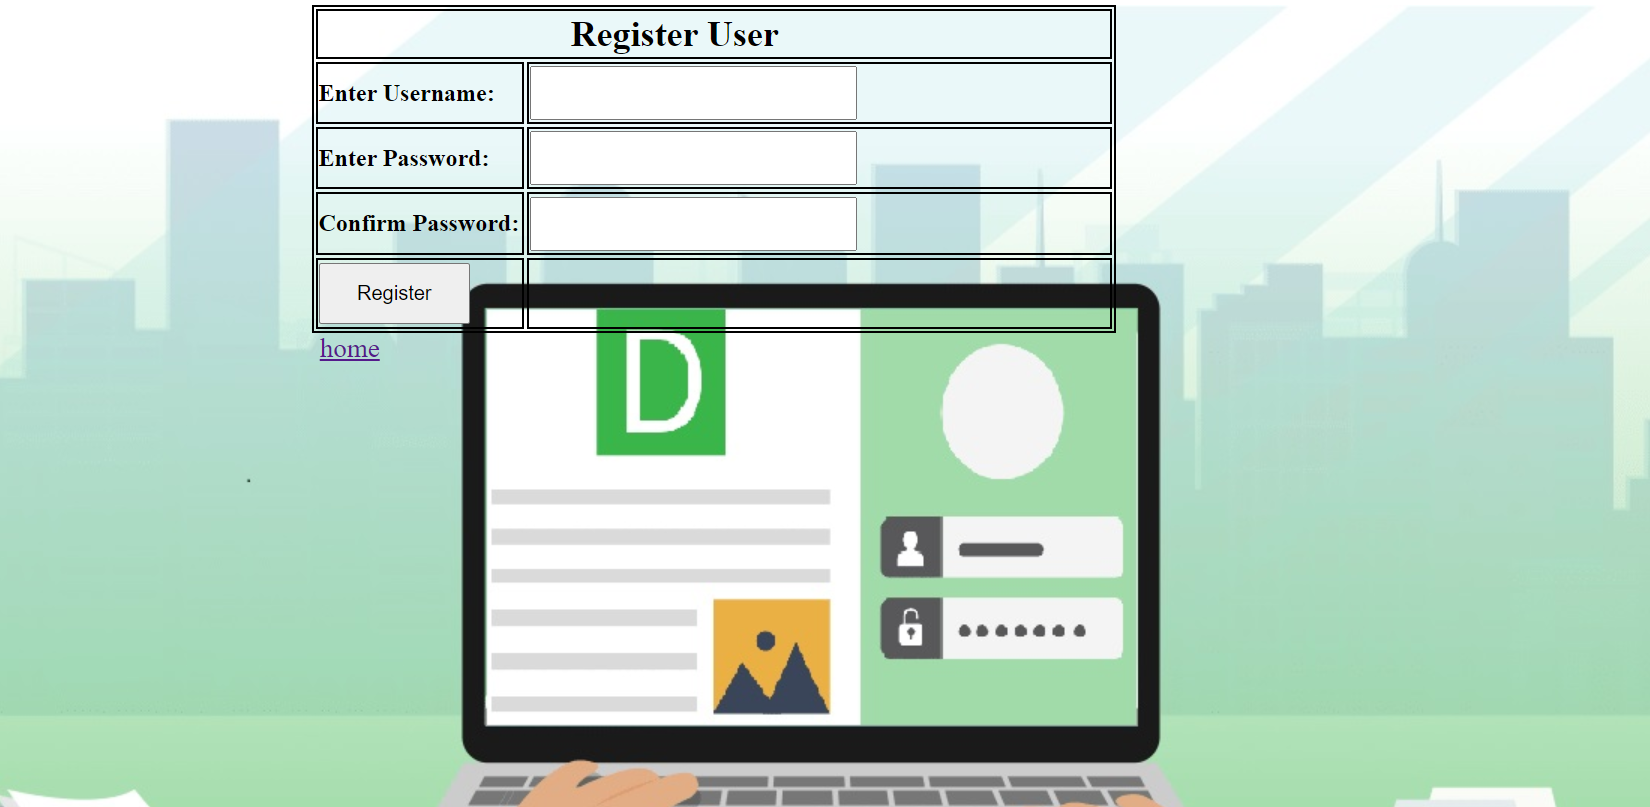 Register User
Enter Username:
Enter Password:
Confirm Password:
Register
home
D